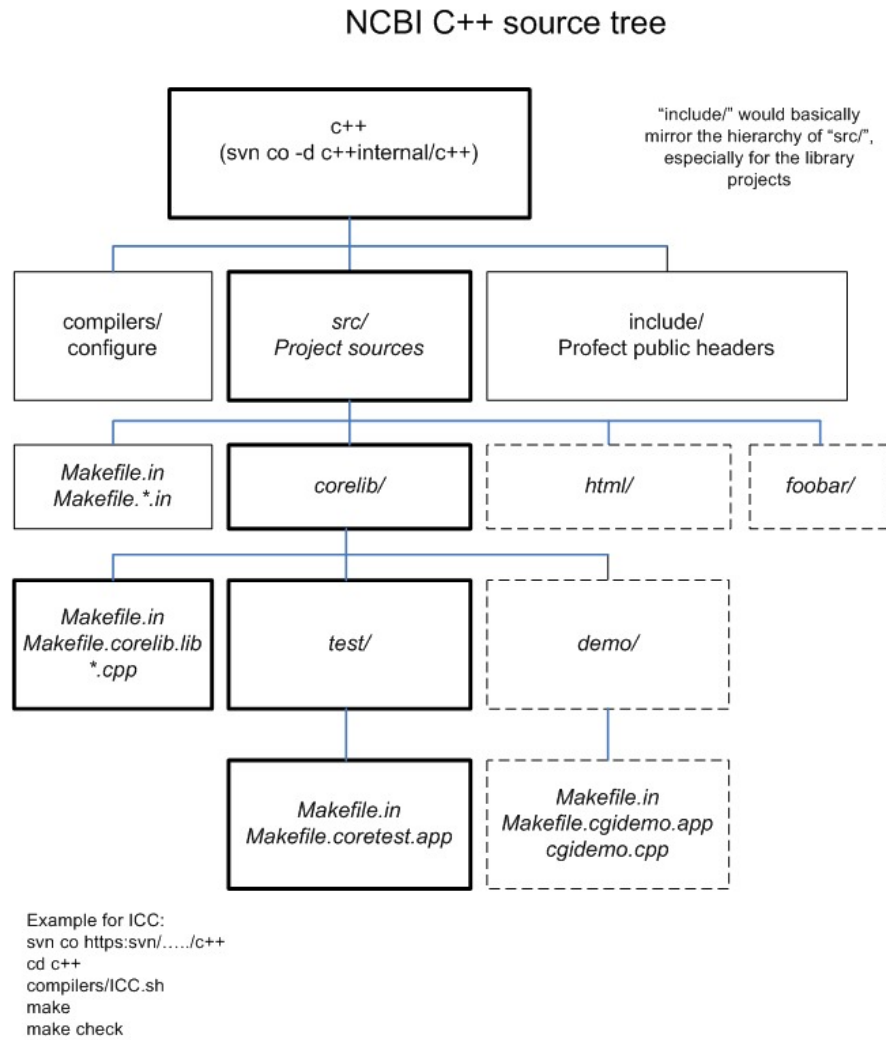 NCBI C++ source tree
c++
(svn co -d c++internal/c++)
“include/” would basically
mirror the hierarchy of “src/”,
especially for the library
projects
compilers/
configure
src/
Project sources
include/
Profect public headers
Makefile.in
Makefile.*.in
corelib/
html/
foobar/
Makefile.in
Makefile.corelib.lib
*.cpp
test/
demo/
Makefile.in
Makefile.coretest.app
Makefile.in
Makefile.cgidemo.app
cgidemo.cpp
Example for ICC:
svn co https:svn/…../c++
cd c++
compilers/ICC.sh
make
make check